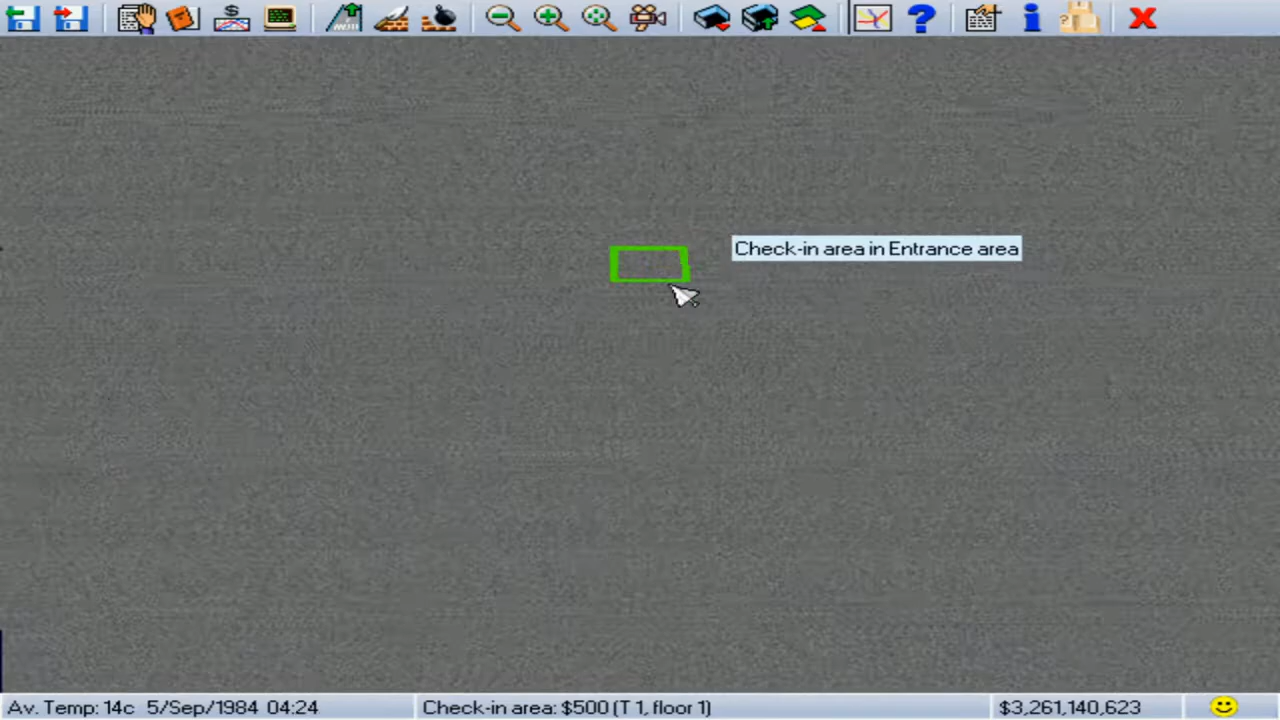 Check-in area in Entrance area
Av. Temp: 14c 5/Sep/1984 04:24
Check-in area: $500 (T 1, floor 1)
$3,261,140,623